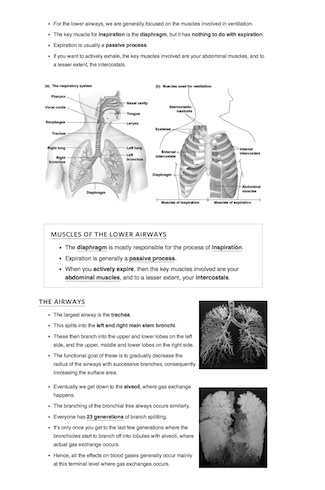 • For the lower airways, we are generally focused on the muscles involved in ventilation.
• The key muscle for inspiration is the diaphragm, but it has nothing to do with expiration.
• Expiration is usually a passive process.
• If you want to actively exhale, the key muscles involved are your abdominal muscles, and to
a lesser extent, the intercostals.
(a) The respiratory system
Pharynx
Vocal cords
Esophagus
Trachea
Right lung
Right bronchus
Nasal cavity
Tongue
Larynx
Left lung
Left bronchus
Diaphragm
(b) Muscles used for ventilation
Sternocleido-
mastoids
Scalenes
External
intercostals
Diaphragm
Internal
intercostals
Abdominal
muscles
Muscles of inspiration
Muscles of expiration
MUSCLES OF THE LOWER AIRWAYS
• The diaphragm is mostly responsible for the process of inspiration.
• Expiration is generally a passive process.
• When you actively expire, then the key muscles involved are your
abdominal muscles, and to a lesser extent, your intercostals.
THE AIRWAYS
• The largest airway is the trachea.
• This splits into the left and right main stem bronchi.
• These then branch into the upper and lower lobes on the left
side, and the upper, middle and lower lobes on the right side.
• The functional goal of these is to gradually decrease the
radius of the airways with successive branches, consequently
increasing the surface area.
• Eventually we get down to the alveoli, where gas exchange
happens.
• The branching of the bronchial tree always occurs similarly.
• Everyone has 23 generations of branch splitting.
• It's only once you get to the last few generations where the
bronchioles start to branch off into lobules with alveoli, where
actual gas exchange occurs.
• Hence, all the effects on blood gases generally occur mainly
at this terminal level where gas exchanges occurs.